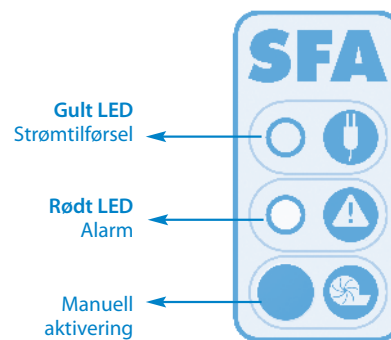 SFA
Gult LED
Strømtilførsel
Rødt LED
Alarm
Manuell
aktivering